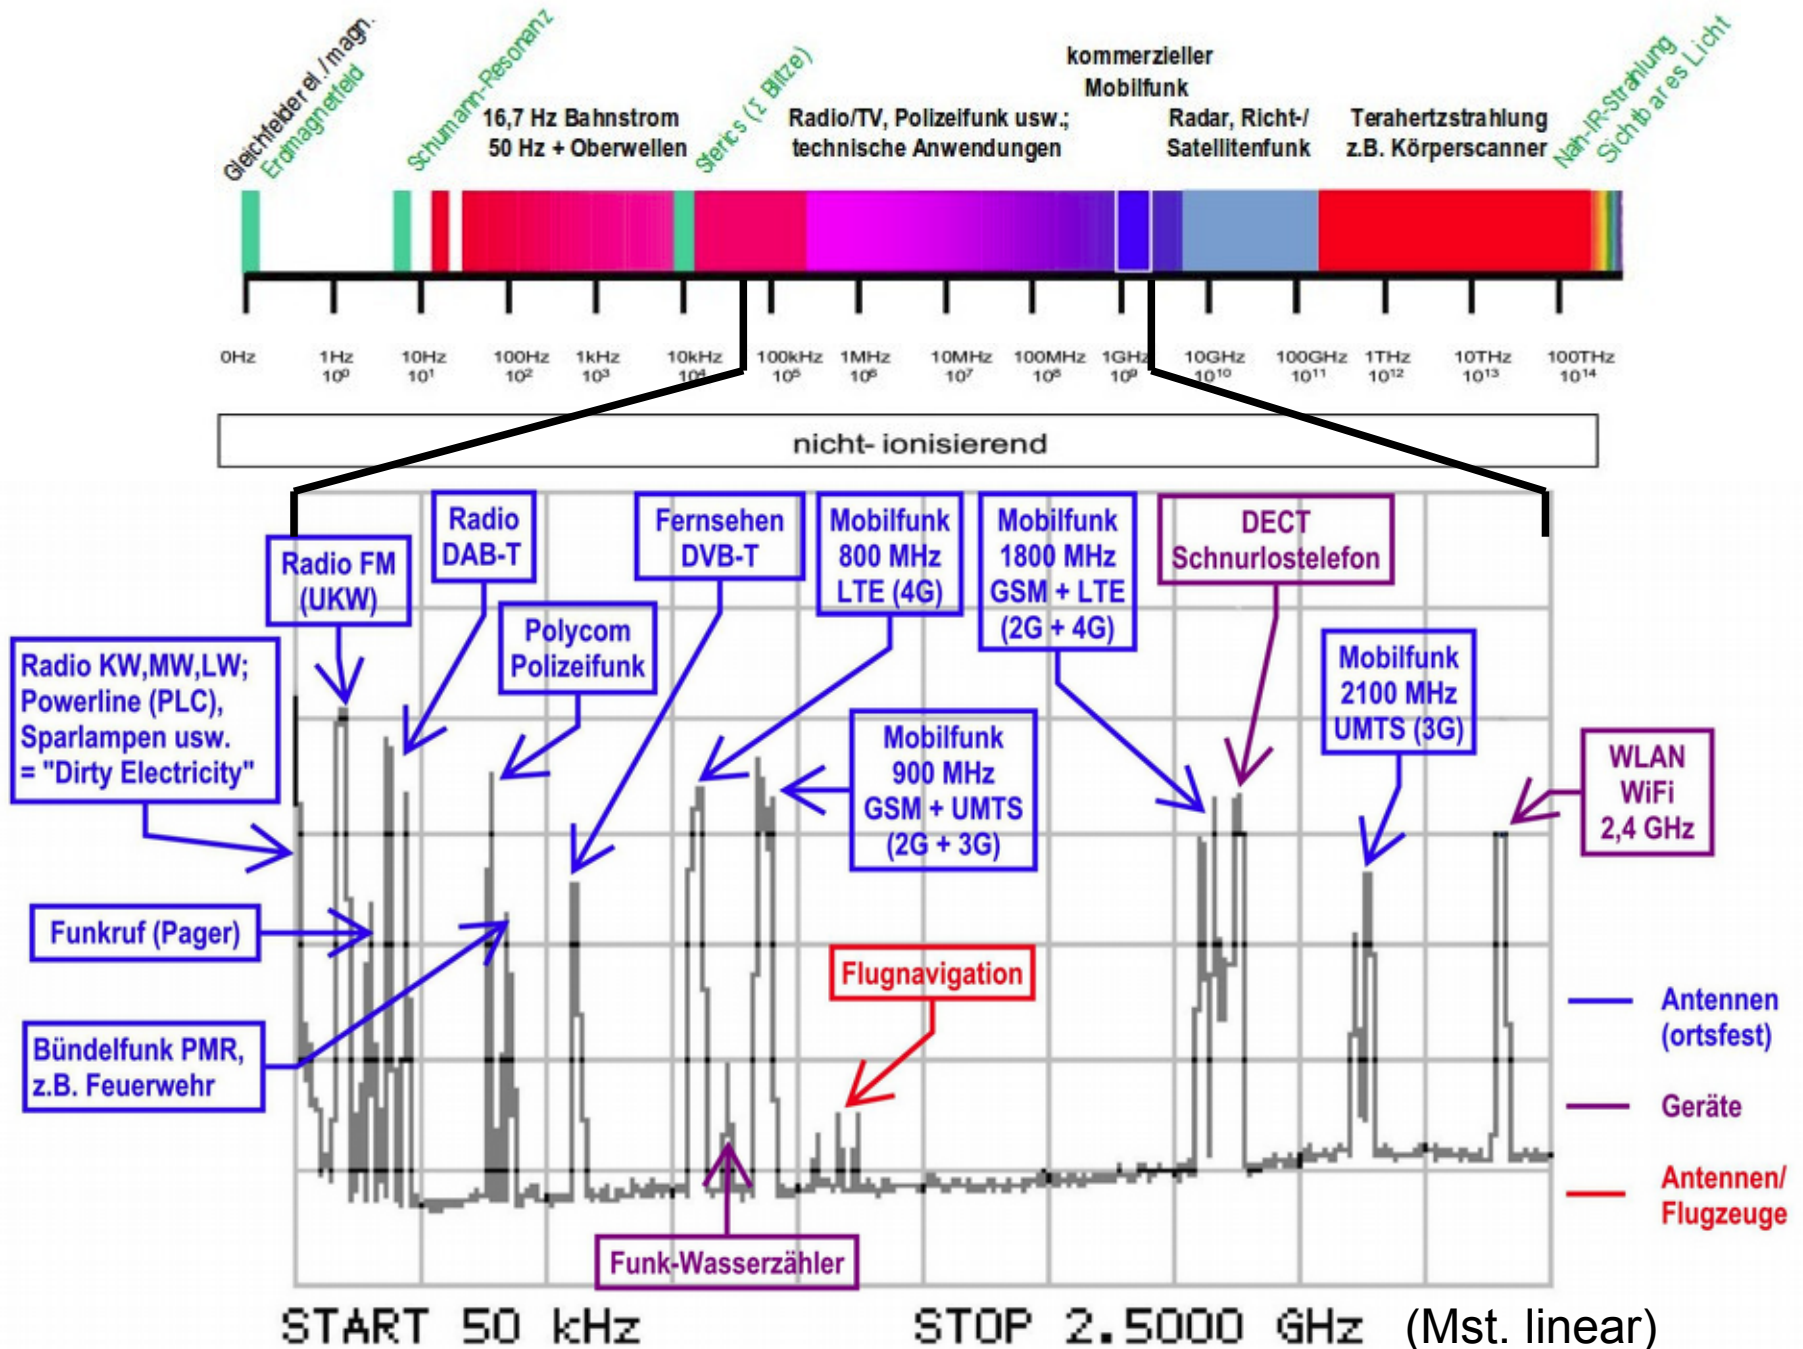 Gleichfelder el./magn.
Erdmagnetfeld
Schumann-Resonanz
16,7 Hz Bahnstrom
50 Hz + Oberwellen
Sferics (Σ Blitze)
Radio/TV, Polizeifunk usw.;
technische Anwendungen
kommerzieller
Mobilfunk
Radar, Richt-/
Satellitenfunk
Terahertzstrahlung
z.B. Körperscanner
Nah-IR-Strahlung
Sichtbares Licht
0Hz 1Hz 10Hz 100Hz 1kHz 10kHz 100kHz 1MHz 10MHz 100MHz 1GHz 10GHz 100GHz 1THz 10THz 100THz
10⁰ 10¹ 10² 10³ 10⁴ 10⁵ 10⁶ 10⁷ 10⁸ 10⁹ 10¹⁰ 10¹¹ 10¹² 10¹³ 10¹⁴
nicht- ionisierend
Radio FM
(UKW)
Radio
DAB-T
Polycom
Polizeifunk
Fernsehen
DVB-T
Mobilfunk
800 MHz
LTE (4G)
Mobilfunk
1800 MHz
GSM + LTE
(2G + 4G)
DECT
Schnurlostelefon
Mobilfunk
2100 MHz
UMTS (3G)
Radio KW,MW,LW;
Powerline (PLC),
Sparlampen usw.
= "Dirty Electricity"
Mobilfunk
900 MHz
GSM + UMTS
(2G + 3G)
WLAN
WiFi
2,4 GHz
Funkruf (Pager)
Flugnavigation
Bündelfunk PMR,
z.B. Feuerwehr
Funk-Wasserzähler
Antennen
(ortsfest)
Geräte
Antennen/
Flugzeuge
START 50 kHz STOP 2.5000 GHz (Mst. linear)